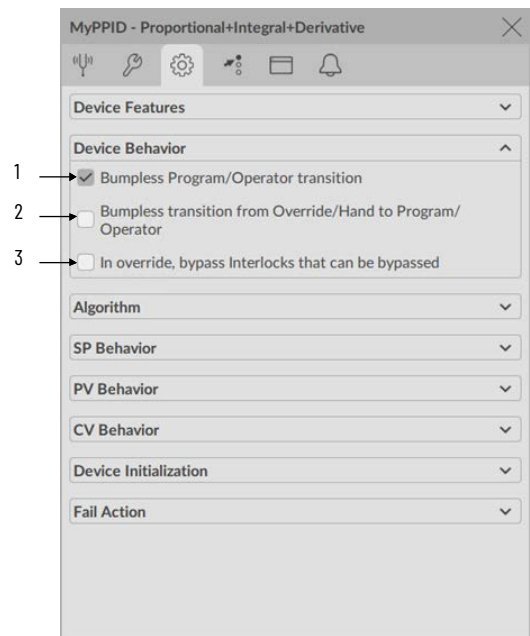 MyPPID - Proportional+Integral+Derivative
Device Features
Device Behavior
1
Bumpless Program/Operator transition
2
Bumpless transition from Override/Hand to Program/
Operator
3
In override, bypass Interlocks that can be bypassed
Algorithm
SP Behavior
PV Behavior
CV Behavior
Device Initialization
Fail Action